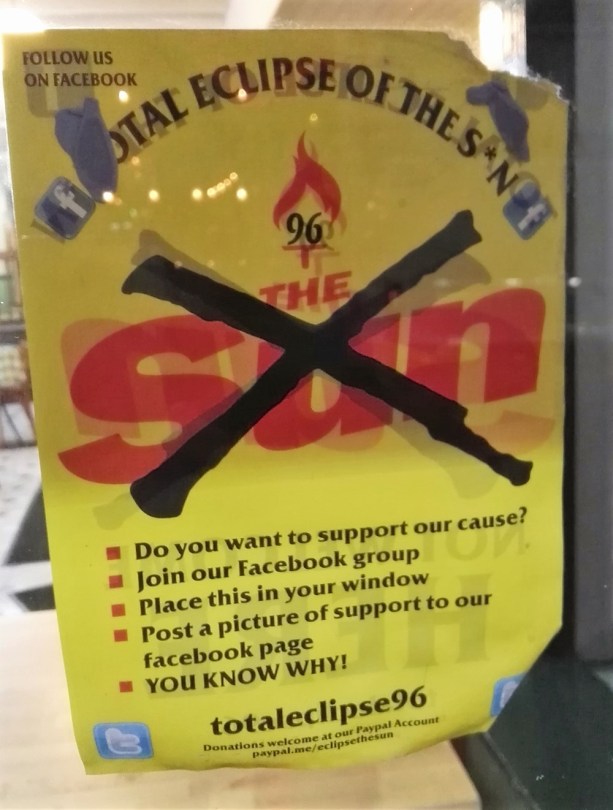 FOLLOW US
ON FACEBOOK
TOTAL ECLIPSE OF THE S*N
96
THE
Sun
Do you want to support our cause?
Join our Facebook group
Place this in your window
Post a picture of support to our
facebook page
YOU KNOW WHY!
totaleclipse96
Donations welcome at our Paypal Account
paypal.me/eclipsethesun